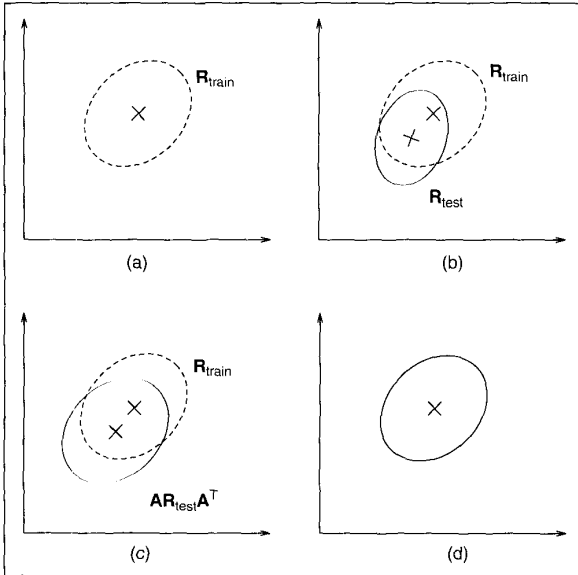 R_train
(a)
R_train
R_test
(b)
R_train
AR_testA^T
(c)
(d)